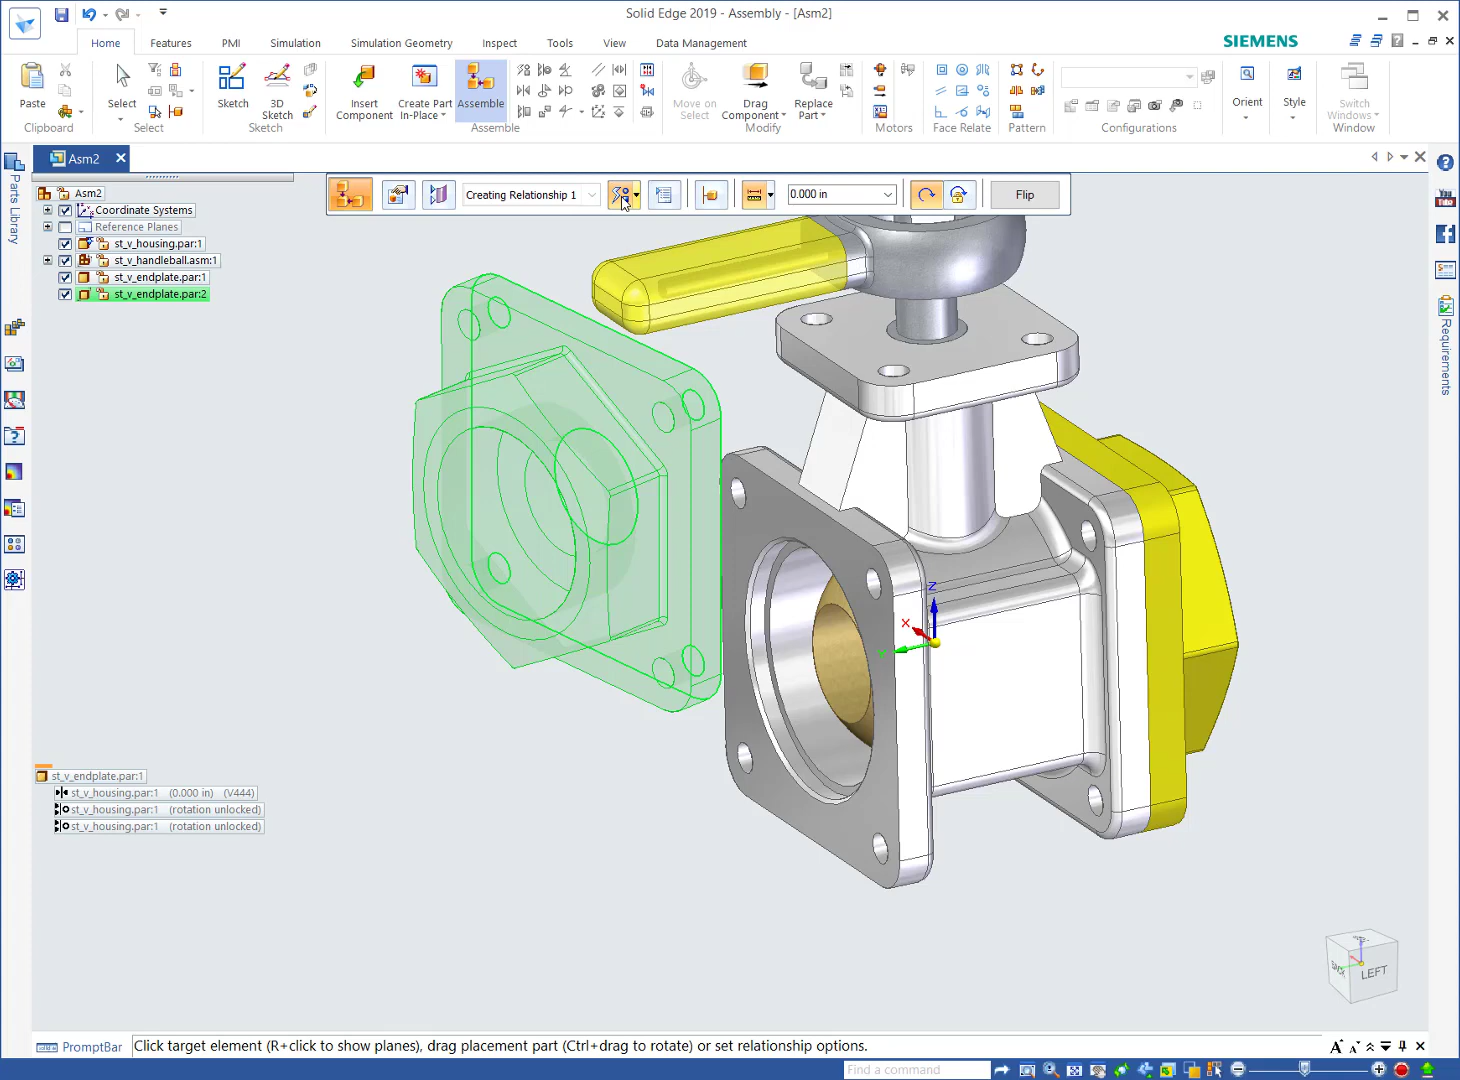 Solid Edge 2019 - Assembly - [Asm2]
Home
Features
PMI
Simulation
Simulation Geometry
Inspect
Tools
View
Data Management
SIEMENS
Paste
Clipboard
Select
Select
Sketch
3D
Sketch
Sketch
Insert
Component
Create Part
In-Place
Assemble
Assemble
Move on
Select
Drag
Component
Replace
Part
Modify
Motors
Face Relate
Pattern
Configurations
Orient
Style
Switch
Windows
Window
Asm2
Parts Library
Creating Relationship 1
0.000 in
Flip
Asm2
Coordinate Systems
Reference Planes
st_v_housing.par:1
st_v_handleball.asm:1
st_v_endplate.par:1
st_v_endplate.par:2
st_v_endplate.par:1
st_v_housing.par:1 (0.000 in) (V444)
st_v_housing.par:1 (rotation unlocked)
st_v_housing.par:1 (rotation unlocked)
Z
X
Y
LEFT
You
Tube
Requirements
PromptBar
Click target element (R+click to show planes), drag placement part (Ctrl+drag to rotate) or set relationship options.
Find a command